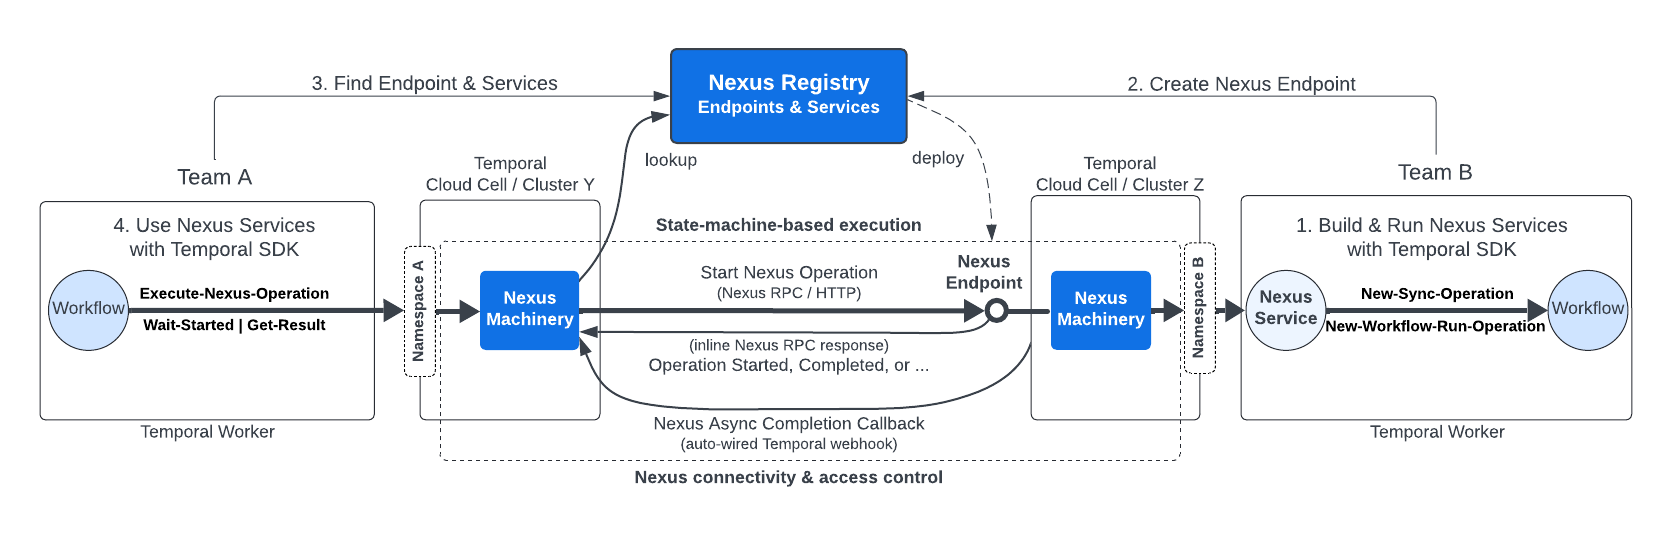 3. Find Endpoint & Services
Nexus Registry
Endpoints & Services
2. Create Nexus Endpoint
lookup
deploy
Team A
Temporal
Cloud Cell / Cluster Y
Temporal
Cloud Cell / Cluster Z
Team B
4. Use Nexus Services
with Temporal SDK
Workflow
Execute-Nexus-Operation
Wait-Started | Get-Result
Temporal Worker
Namespace A
Nexus
Machinery
State-machine-based execution
Start Nexus Operation
(Nexus RPC / HTTP)
Nexus
Endpoint
(inline Nexus RPC response)
Operation Started, Completed, or ...
Nexus Async Completion Callback
(auto-wired Temporal webhook)
Nexus connectivity & access control
Nexus
Machinery
Namespace B
1. Build & Run Nexus Services
with Temporal SDK
Nexus
Service
New-Sync-Operation
New-Workflow-Run-Operation
Workflow
Temporal Worker